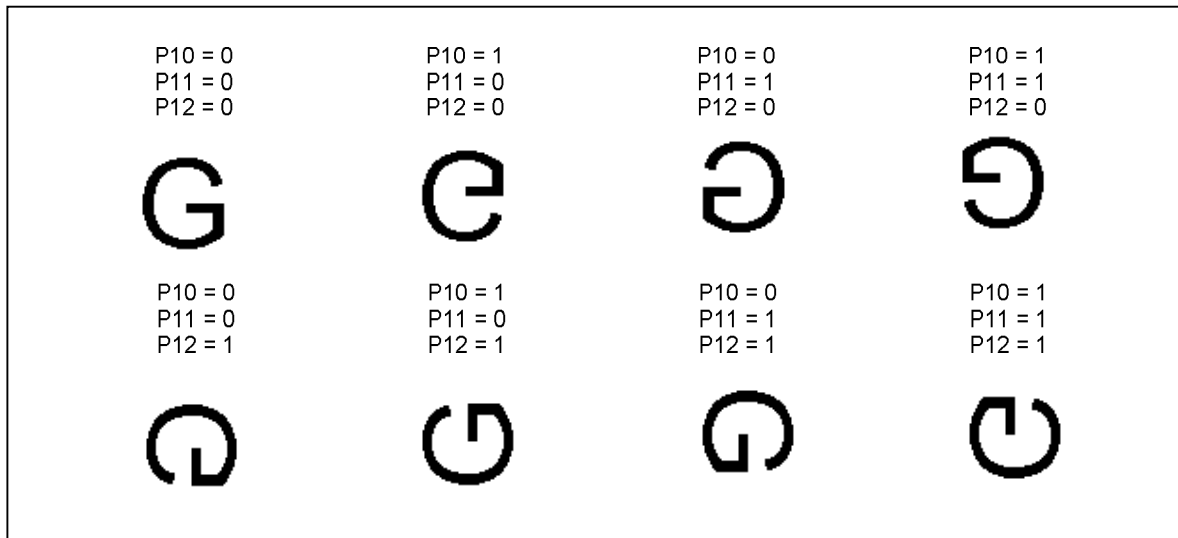 P10 = 0 P10 = 1 P10 = 0 P10 = 1
P11 = 0 P11 = 0 P11 = 1 P11 = 1
P12 = 0 P12 = 0 P12 = 0 P12 = 0
G G G G
P10 = 0 P10 = 1 P10 = 0 P10 = 1
P11 = 0 P11 = 0 P11 = 1 P11 = 1
P12 = 1 P12 = 1 P12 = 1 P12 = 1
G G G G